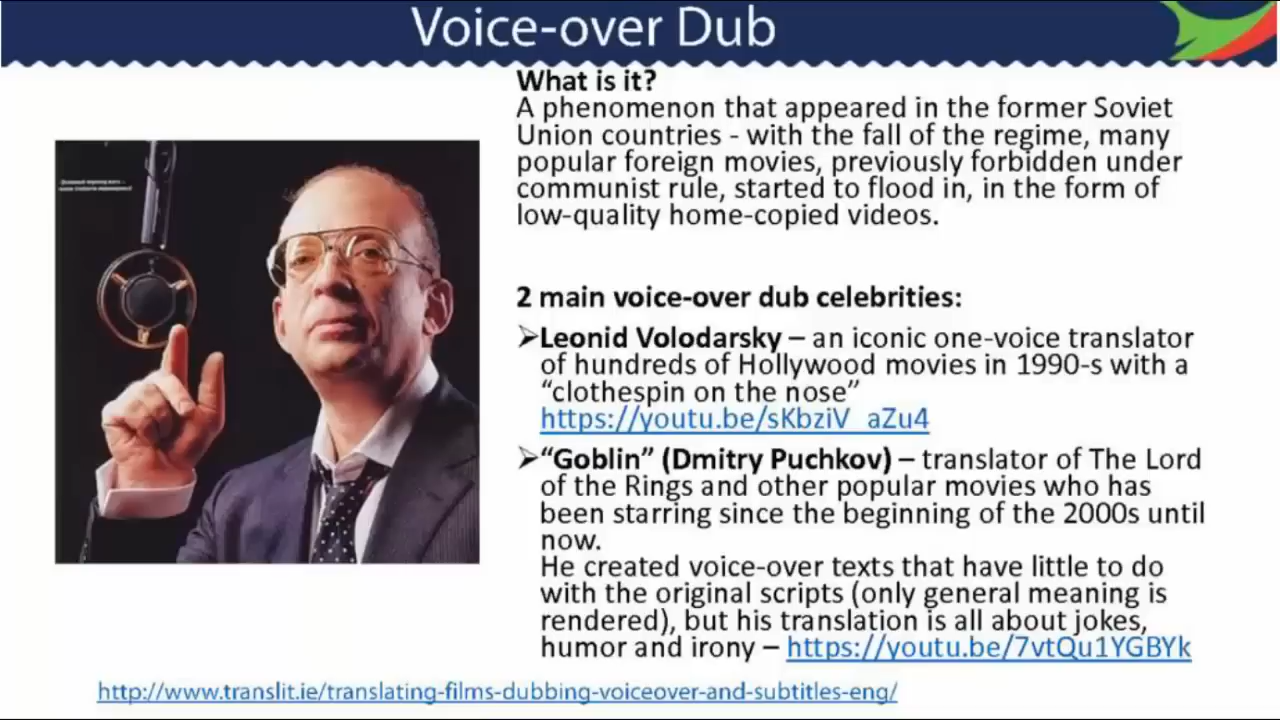 Voice-over Dub
What is it?
A phenomenon that appeared in the former Soviet
Union countries - with the fall of the regime, many
popular foreign movies, previously forbidden under
communist rule, started to flood in, in the form of
low-quality home-copied videos.
2 main voice-over dub celebrities:
➢Leonid Volodarsky – an iconic one-voice translator
of hundreds of Hollywood movies in 1990-s with a
“clothespin on the nose”
https://youtu.be/sKbziV_aZu4
➢“Goblin” (Dmitry Puchkov) – translator of The Lord
of the Rings and other popular movies who has
been starring since the beginning of the 2000s until
now.
He created voice-over texts that have little to do
with the original scripts (only general meaning is
rendered), but his translation is all about jokes,
humor and irony – https://youtu.be/7vtQu1YGBYk
http://www.translit.ie/translating-films-dubbing-voiceover-and-subtitles-eng/